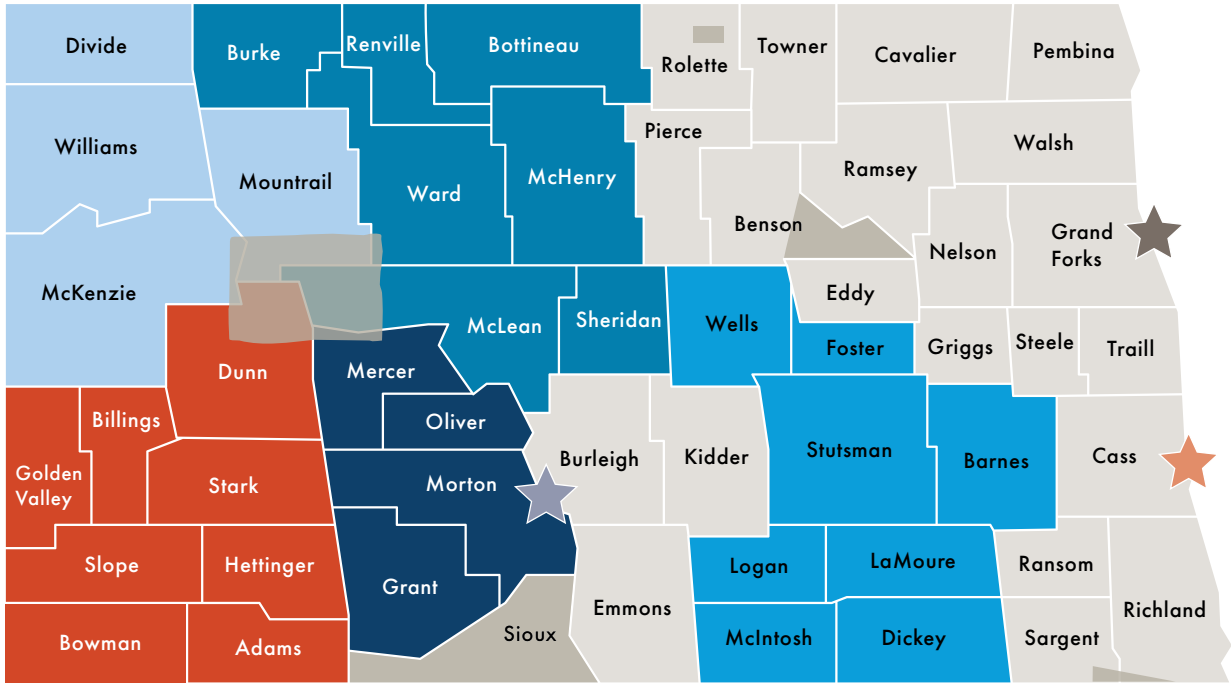 Divide
Burke
Renville
Bottineau
Rolette
Towner
Cavalier
Pembina
Williams
Mountrail
Ward
McHenry
Pierce
Benson
Ramsey
Walsh
Nelson
Grand
Forks
McKenzie
McLean
Sheridan
Wells
Eddy
Foster
Griggs
Steele
Traill
Dunn
Mercer
Oliver
Billings
Golden
Valley
Stark
Morton
Burleigh
Kidder
Stutsman
Barnes
Cass
Slope
Hettinger
Grant
Emmons
Logan
LaMoure
Ransom
Richland
Bowman
Adams
Sioux
McIntosh
Dickey
Sargent